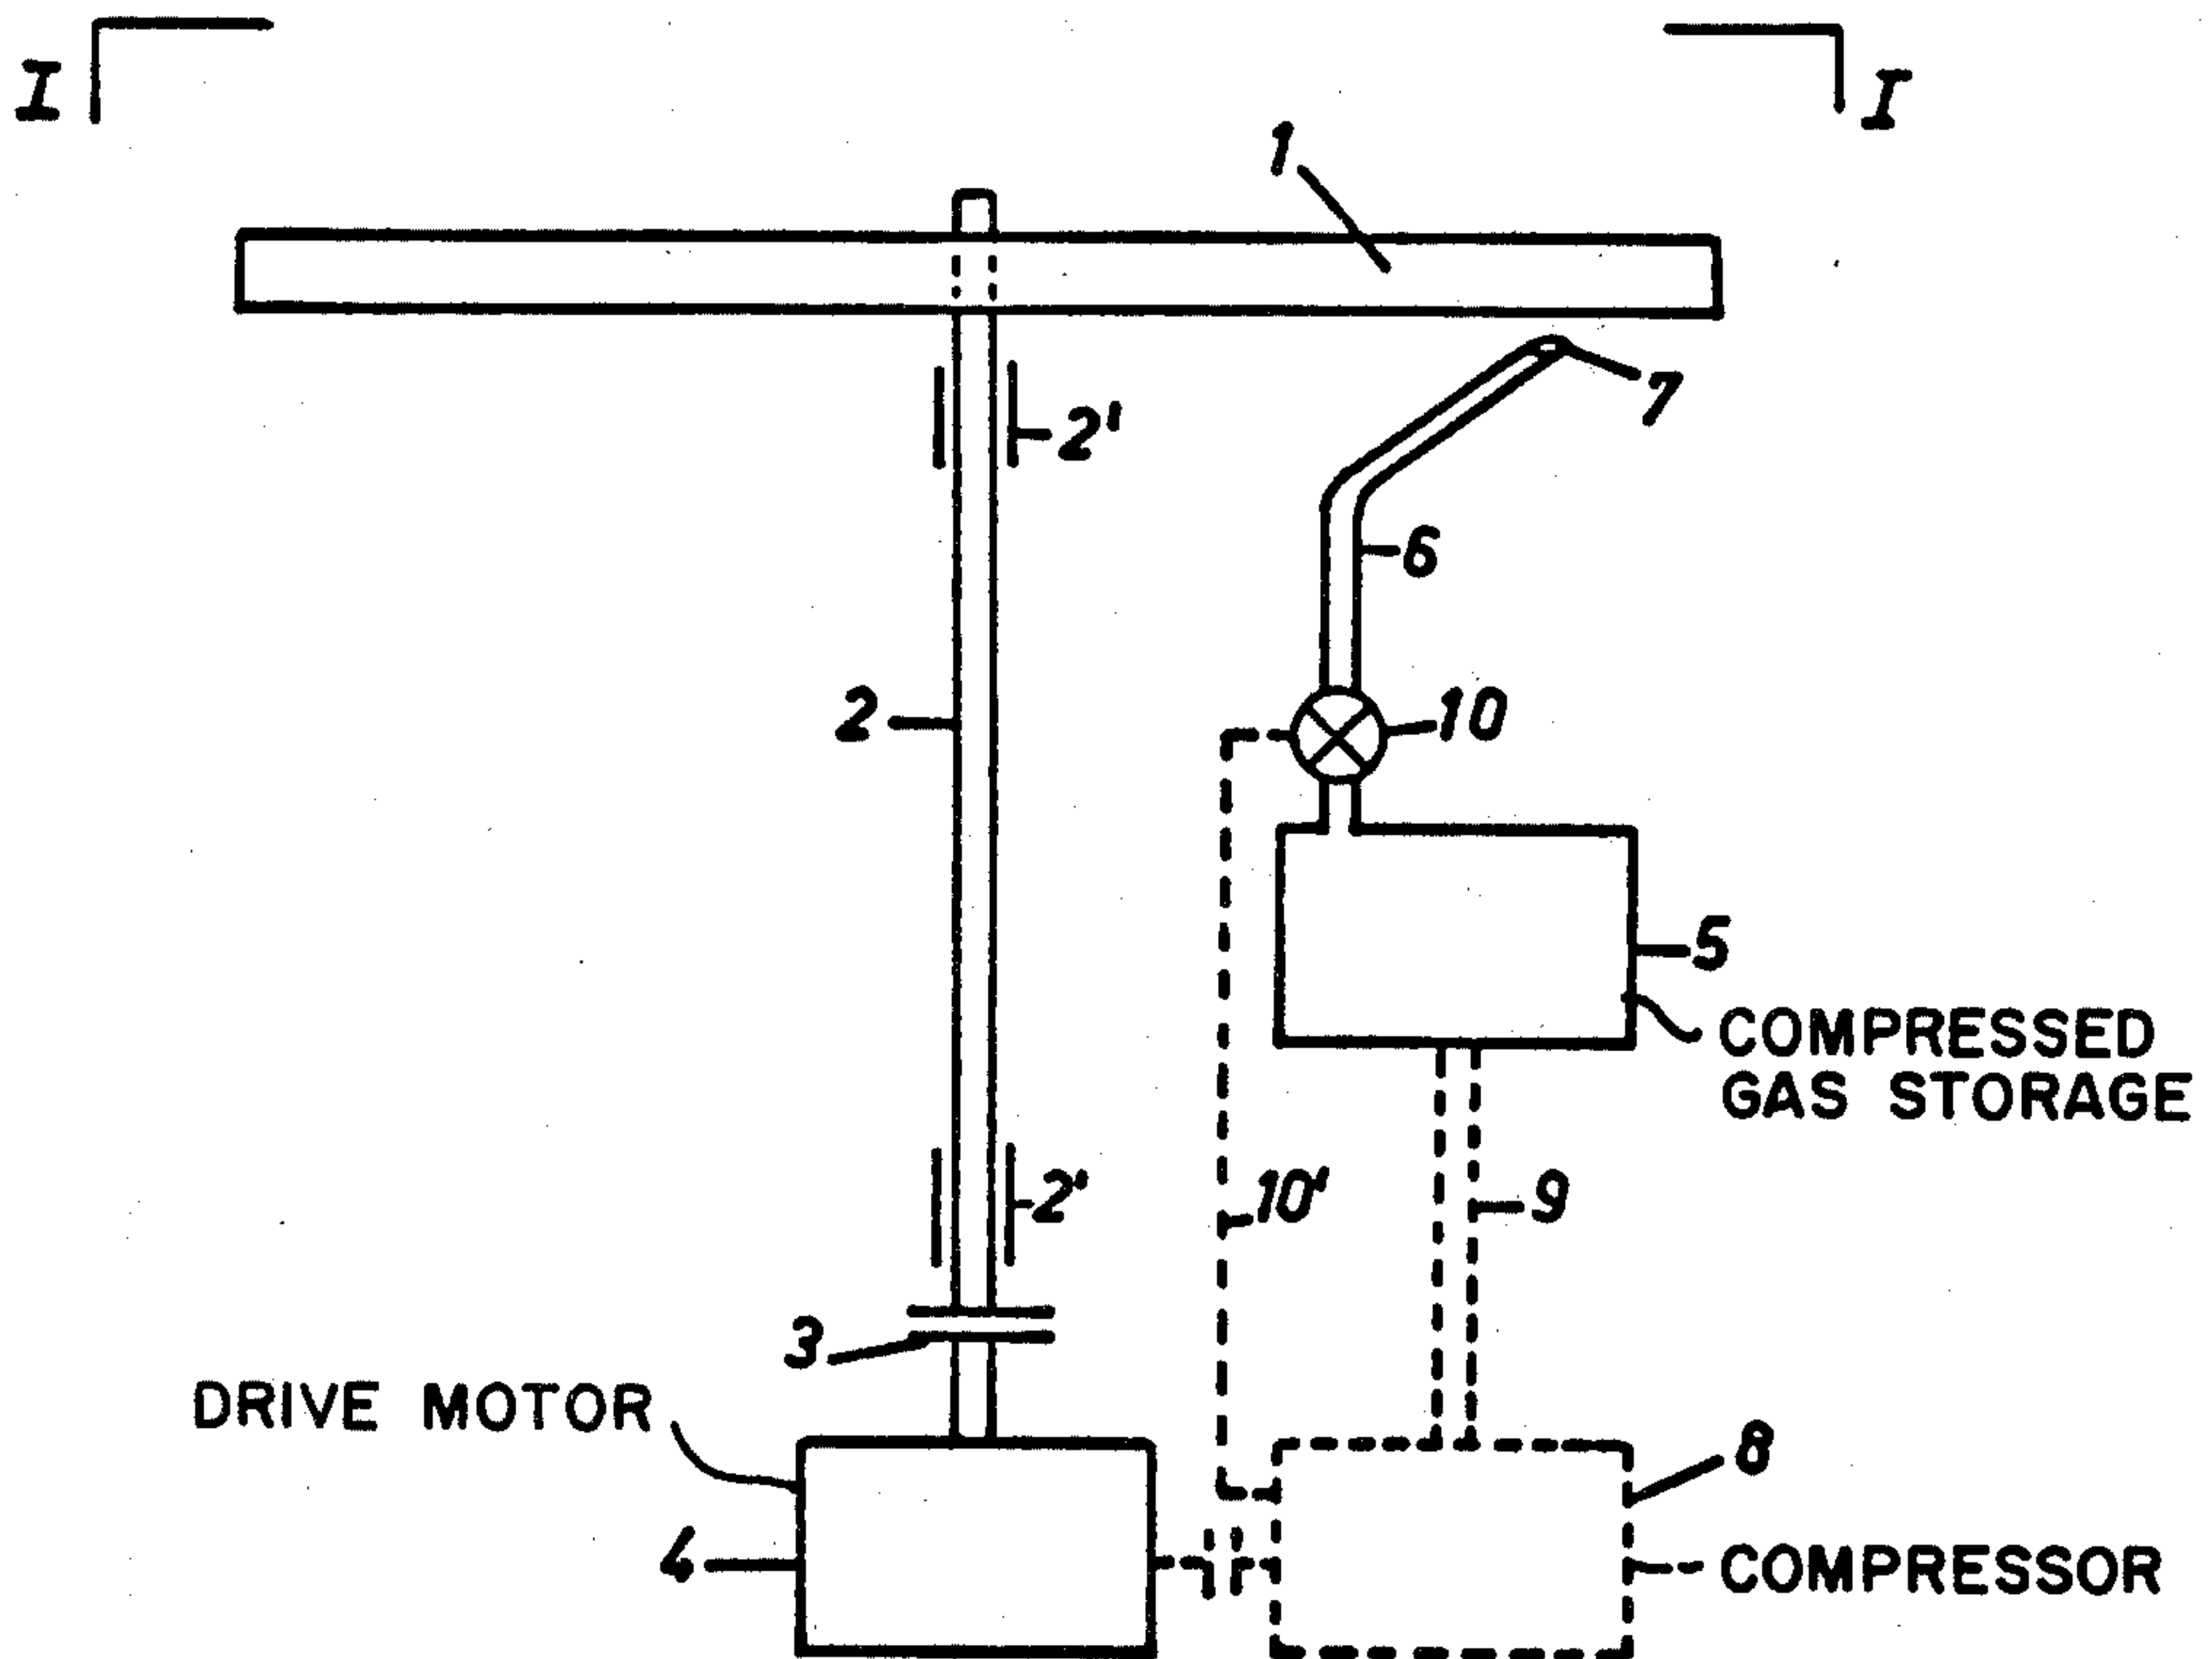 I
I
1
7
2'
6
2
10
5
COMPRESSED
GAS STORAGE
2'
10'
9
3
DRIVE MOTOR
8
4
COMPRESSOR